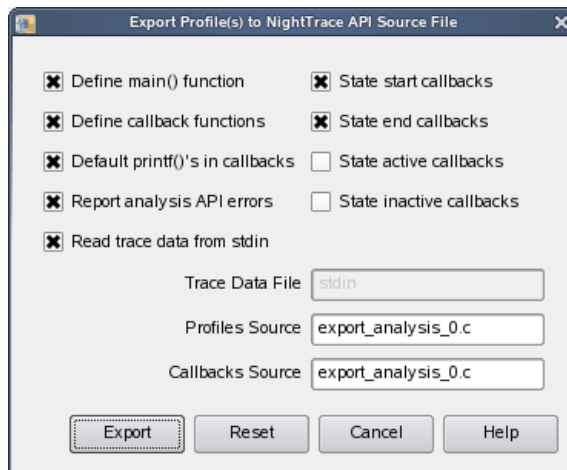 Export Profile(s) to NightTrace API Source File
Define main() function
State start callbacks
Define callback functions
State end callbacks
Default printf()'s in callbacks
State active callbacks
Report analysis API errors
State inactive callbacks
Read trace data from stdin
Trace Data File stdin
Profiles Source export_analysis_0.c
Callbacks Source export_analysis_0.c
Export Reset Cancel Help